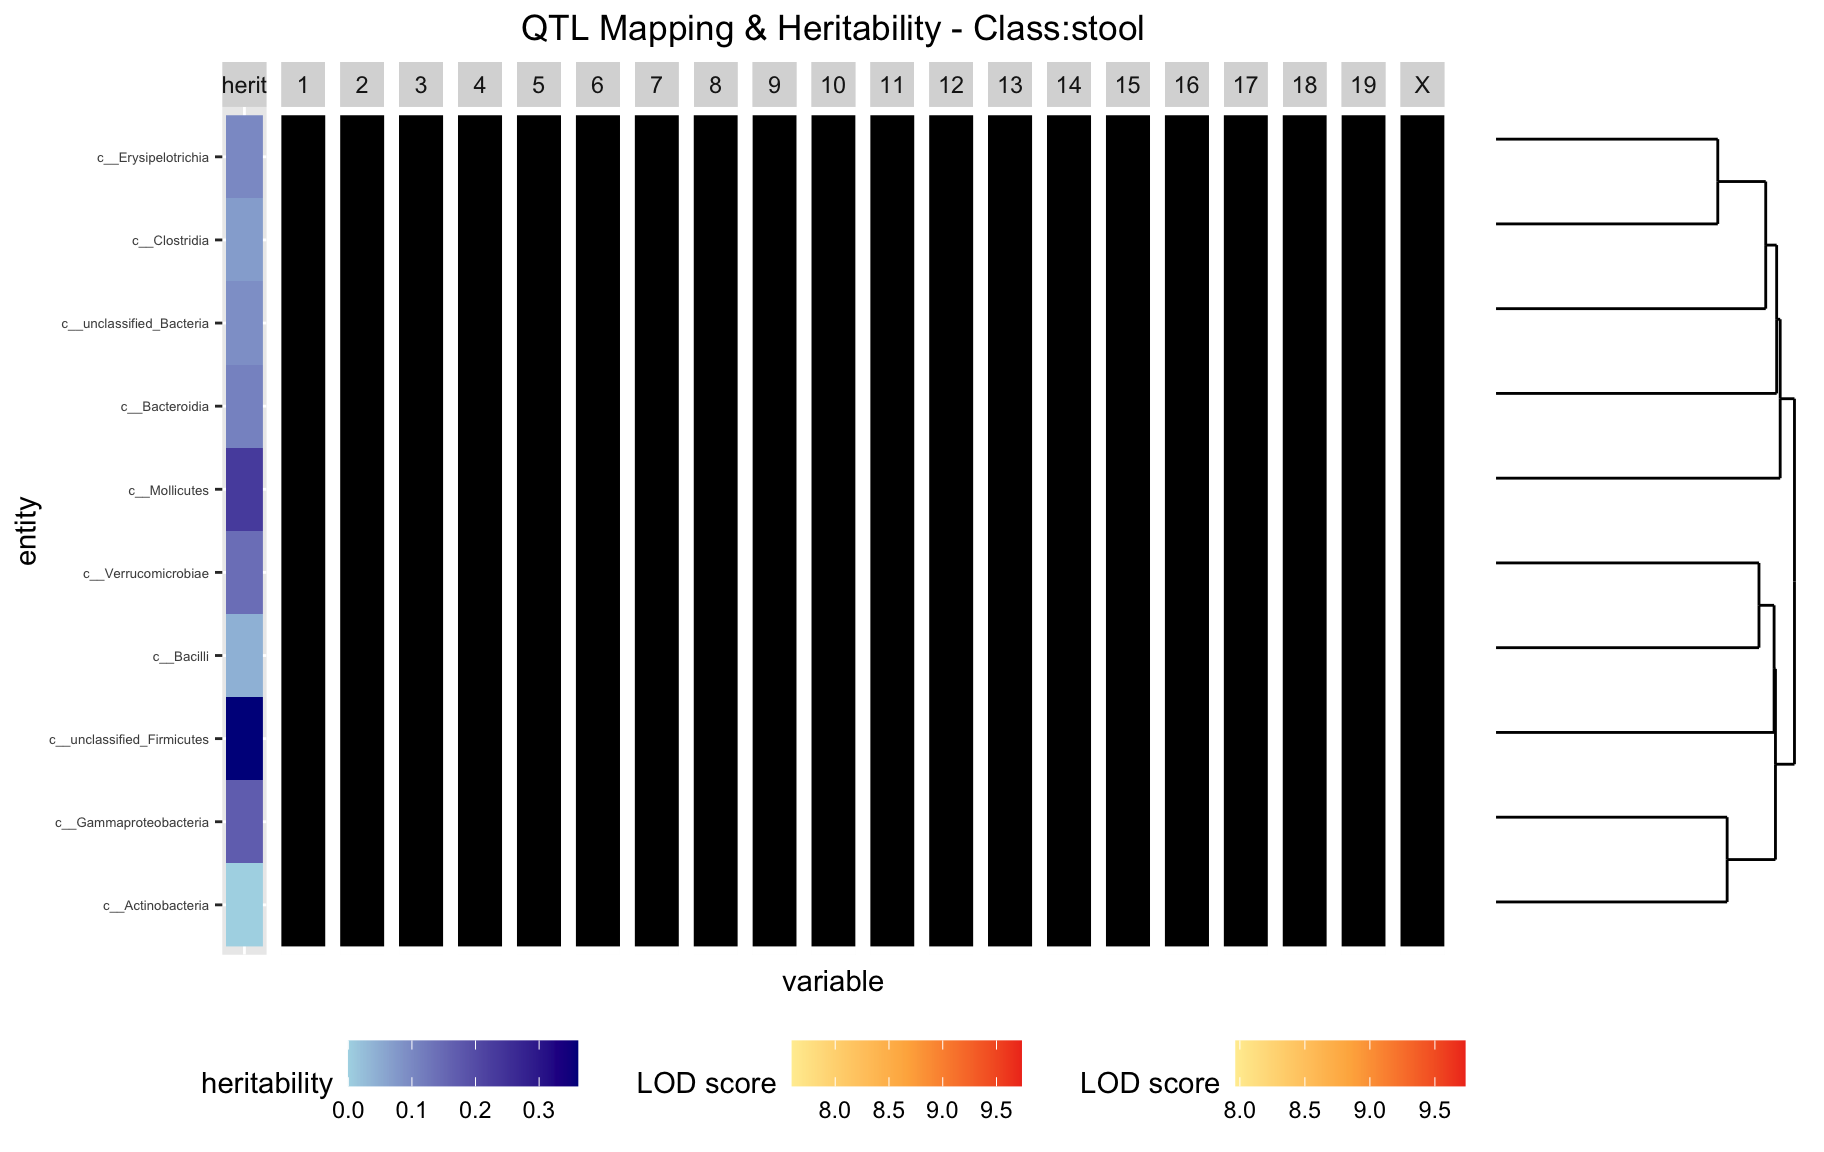 QTL Mapping & Heritability - Class:stool
herit 1 2 3 4 5 6 7 8 9 10 11 12 13 14 15 16 17 18 19 X
c__Erysipelotrichia
c__Clostridia
c__unclassified_Bacteria
c__Bacteroidia
c__Mollicutes
c__Verrucomicrobiae
c__Bacilli
c__unclassified_Firmicutes
c__Gammaproteobacteria
c__Actinobacteria
entity
variable
heritability
0.0 0.1 0.2 0.3
LOD score
8.0 8.5 9.0 9.5
LOD score
8.0 8.5 9.0 9.5